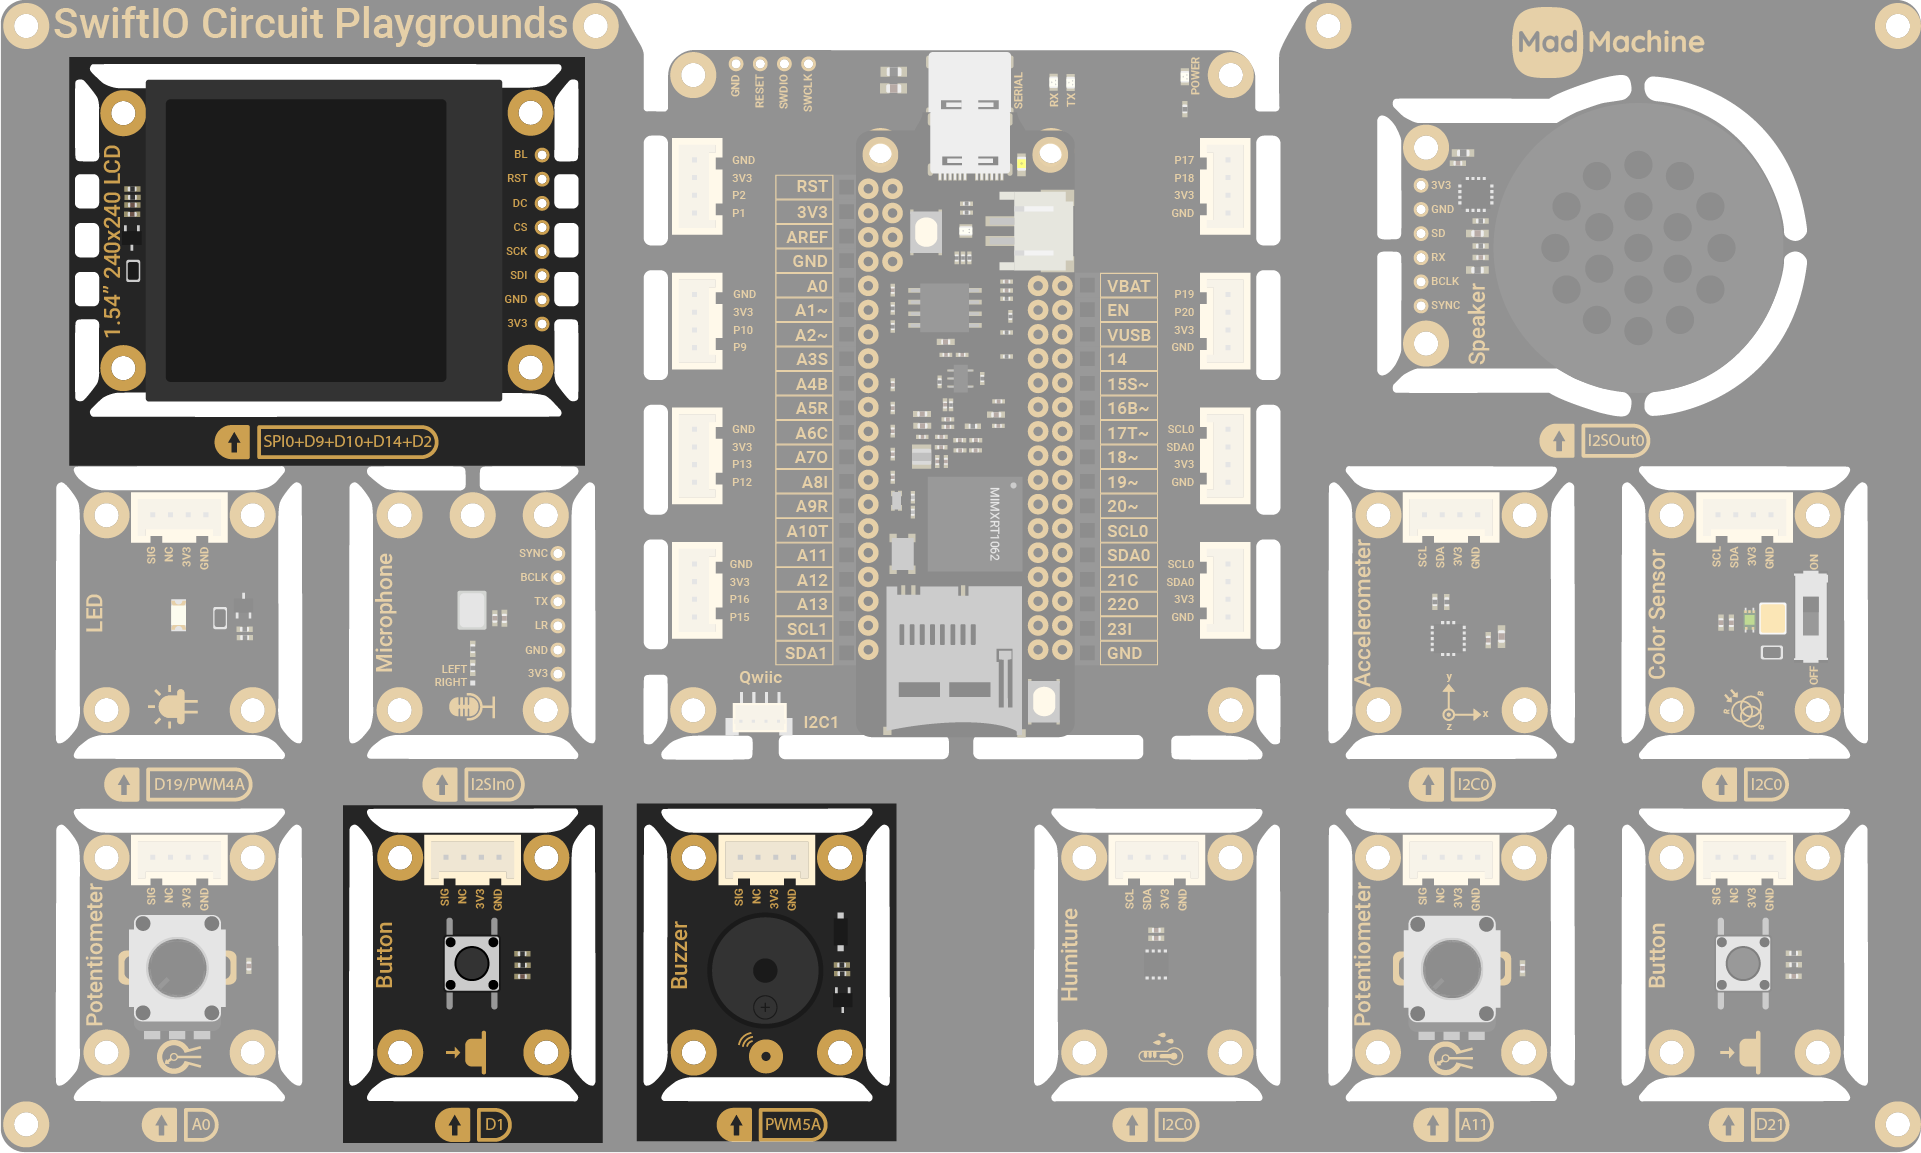 SwiftIO Circuit Playgrounds
Mad Machine
1.54” 240x240 LCD
BL
RST
DC
CS
SCK
SDI
GND
3V3
SPI0+D9+D10+D14+D2
GND
RESET
SWDIO
SWCLK
SERIAL
RX
TX
POWER
GND
3V3
P2
P1
GND
3V3
P10
P9
GND
3V3
P13
P12
GND
3V3
P16
P15
RST
3V3
AREF
GND
A0
A1~
A2~
A3S
A4B
A5R
A6C
A7O
A8I
A9R
A10T
A11
A12
A13
SCL1
SDA1
MIMXRT1062
VBAT
EN
VUSB
14
15S~
16B~
17T~
18~
19~
20~
SCL0
SDA0
21C
22O
23I
GND
P17
P18
3V3
GND
P19
P20
3V3
GND
SCL0
SDA0
3V3
GND
SCL0
SDA0
3V3
GND
Qwiic
I2C1
3V3
GND
SD
RX
BCLK
SYNC
Speaker
I2SOut0
SIG
NC
3V3
GND
LED
D19/PWM4A
Microphone
SYNC
BCLK
TX
LR
GND
3V3
LEFT
RIGHT
I2SIn0
SCL
SDA
3V3
GND
Accelerometer
y
x
z
I2C0
SCL
SDA
3V3
GND
Color Sensor
ON
OFF
R
B
G
I2C0
SIG
NC
3V3
GND
Potentiometer
A0
SIG
NC
3V3
GND
Button
D1
SIG
NC
3V3
GND
Buzzer
PWM5A
SCL
SDA
3V3
GND
Humiture
I2C0
SIG
NC
3V3
GND
Potentiometer
A11
SIG
NC
3V3
GND
Button
D21